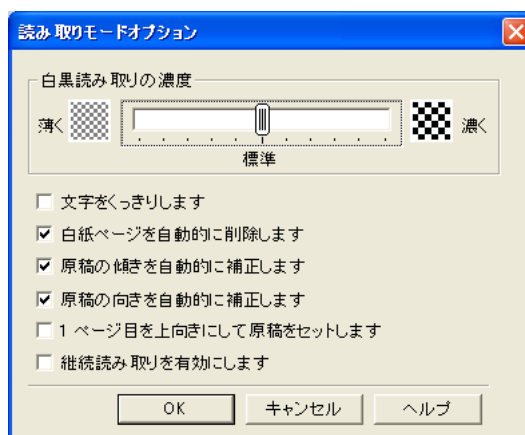 読み取りモードオプション
白黒読み取りの濃度
薄く 濃く
標準
文字をくっきりします
白紙ページを自動的に削除します
原稿の傾きを自動的に補正します
原稿の向きを自動的に補正します
1 ページ目を上向きにして原稿をセットします
継続読み取りを有効にします
OK キャンセル ヘルプ